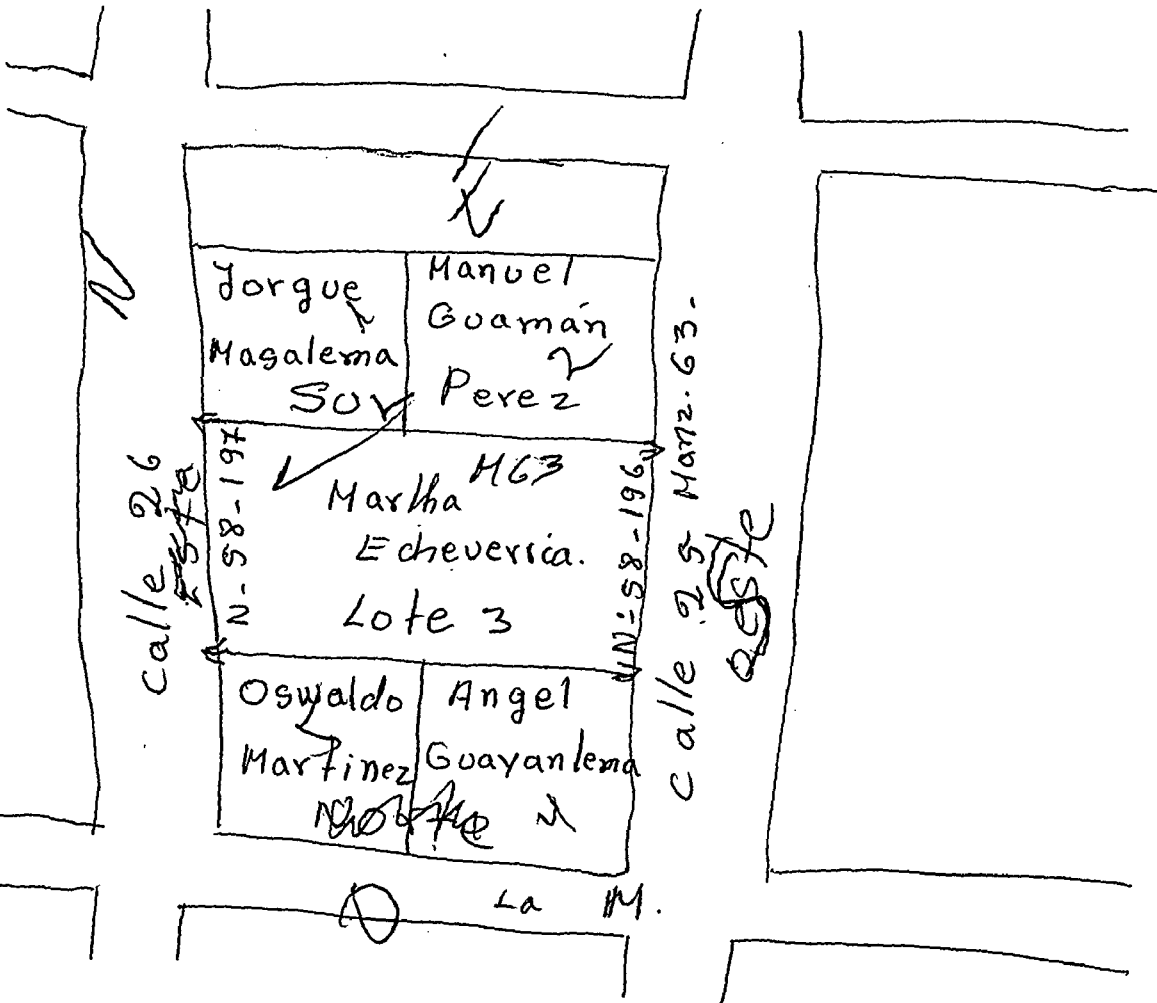 Jorgue
Masalema
Sur
Manuel
Guamán
Perez
M63
Martha
Echeverria.
Lote 3
N-58-197
N-58-196
Calle 26
Este
Calle 25 Manz. 63-
Oeste
Oswaldo
Martinez
Angel
Guayanlema
Norte
La M.